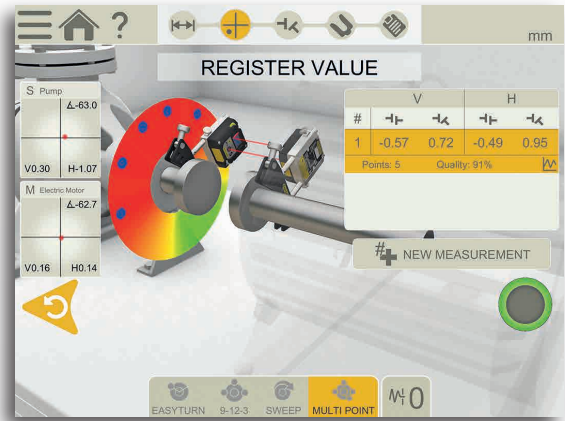 ?
mm
REGISTER VALUE
S Pump
∡-63.0
V0.30 H-1.07
M Electric Motor
∡-62.7
V0.16 H0.14
V H
#
1 -0.57 0.72 -0.49 0.95
Points: 5 Quality: 91%
# NEW MEASUREMENT
EASYTURN 9-12-3 SWEEP MULTI POINT
0